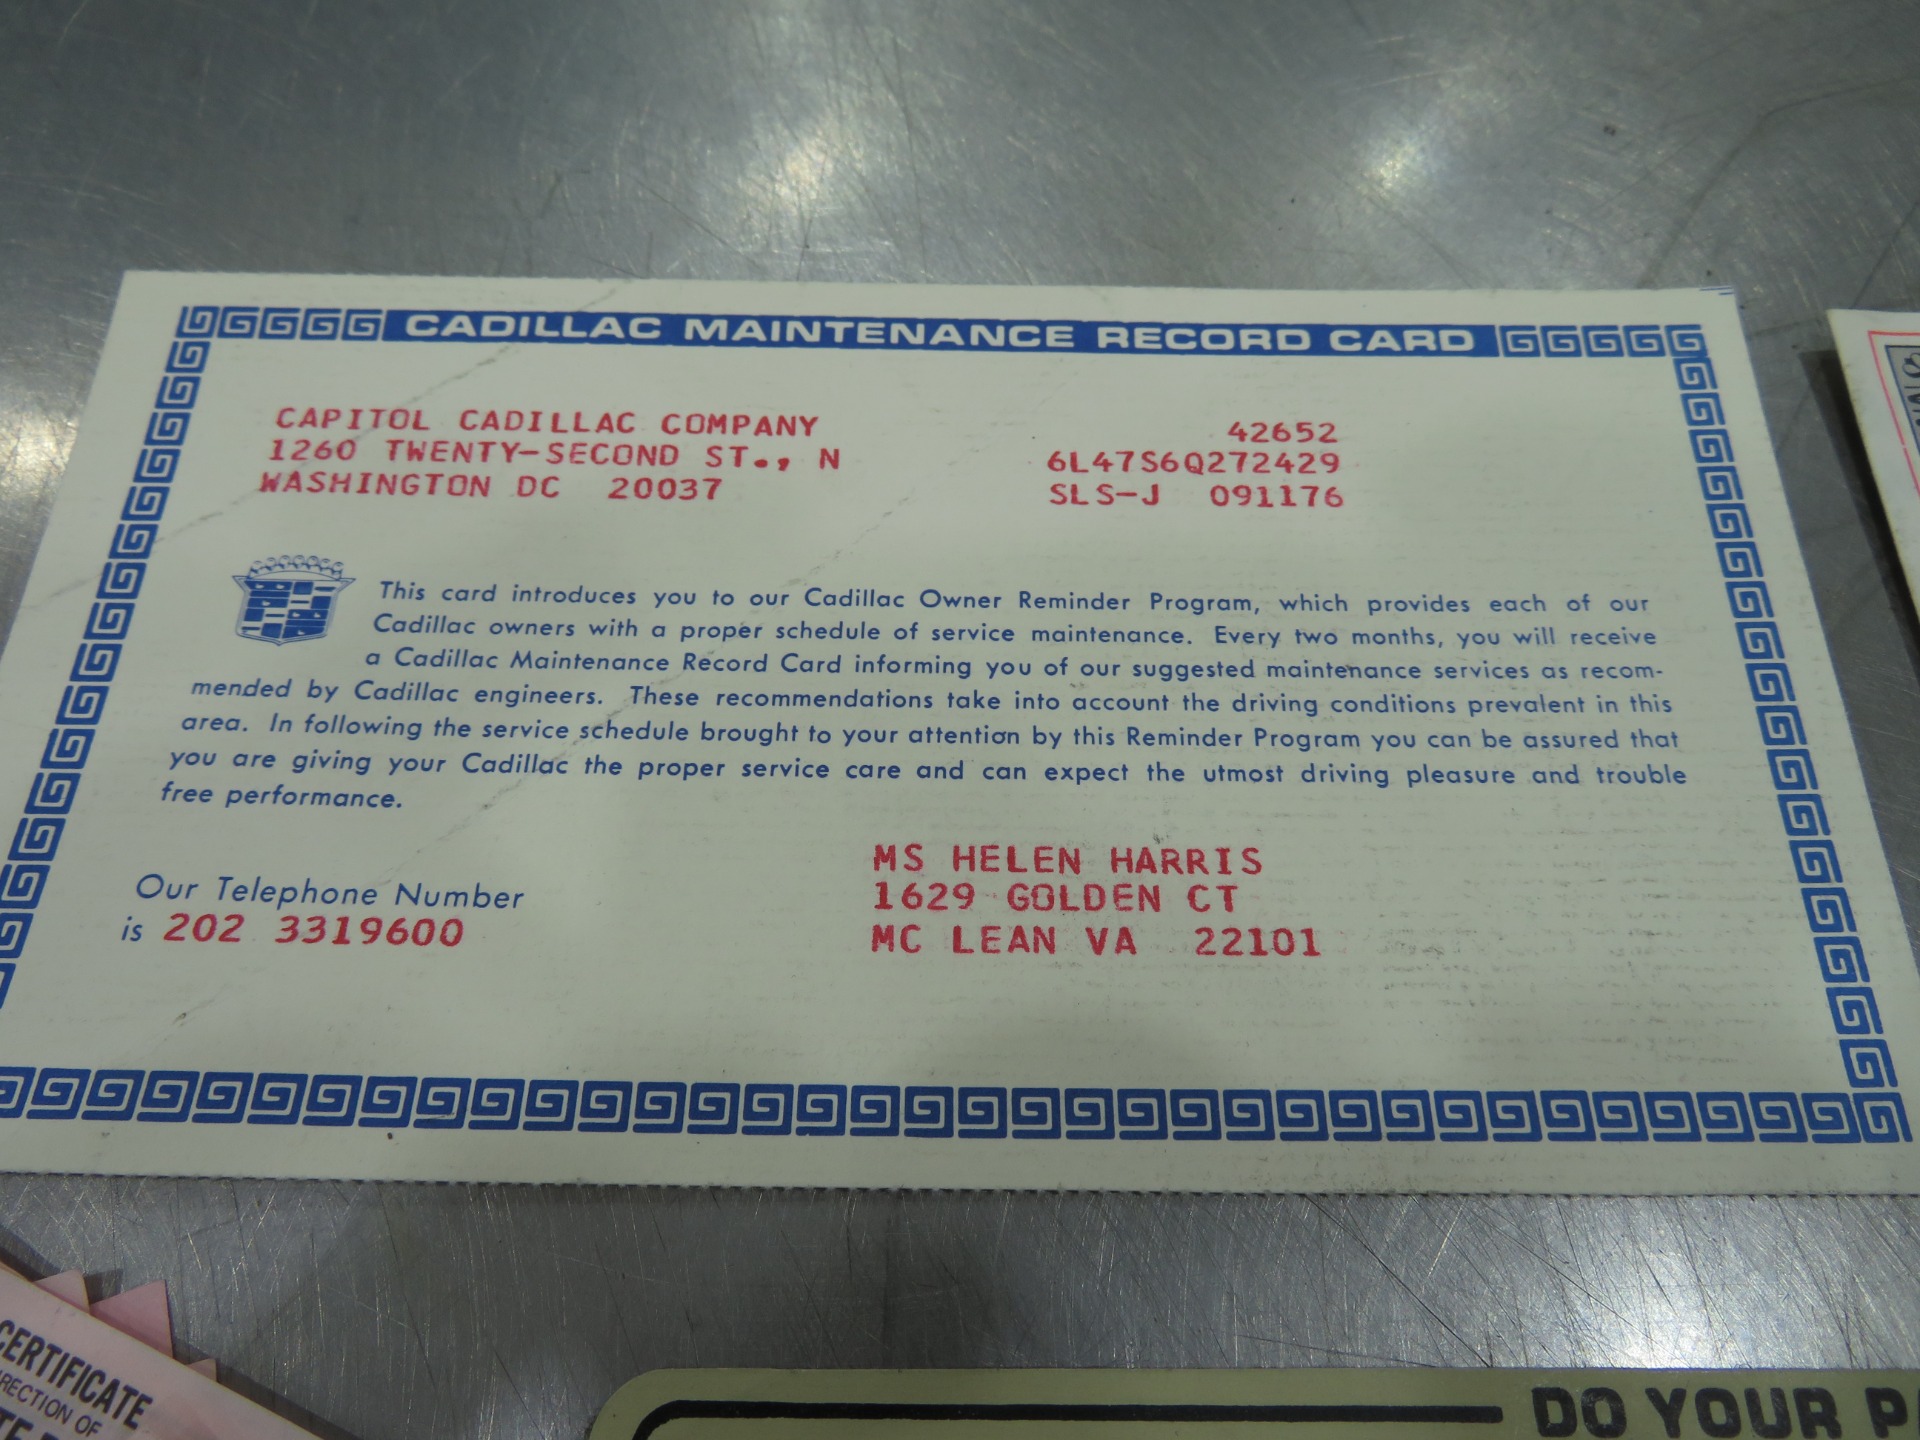 CADILLAC MAINTENANCE RECORD CARD
CAPITOL CADILLAC COMPANY
1260 TWENTY-SECOND ST., N
WASHINGTON DC 20037
42652
6L47S6Q272429
SLS-J 091176
This card introduces you to our Cadillac Owner Reminder Program, which provides each of our
Cadillac owners with a proper schedule of service maintenance. Every two months, you will receive
a Cadillac Maintenance Record Card informing you of our suggested maintenance services as recom-
mended by Cadillac engineers. These recommendations take into account the driving conditions prevalent in this
area. In following the service schedule brought to your attention by this Reminder Program you can be assured that
you are giving your Cadillac the proper service care and can expect the utmost driving pleasure and trouble
free performance.
Our Telephone Number
is 202 3319600
MS HELEN HARRIS
1629 GOLDEN CT
MC LEAN VA 22101
CERTIFICATE
OF
DO YOUR